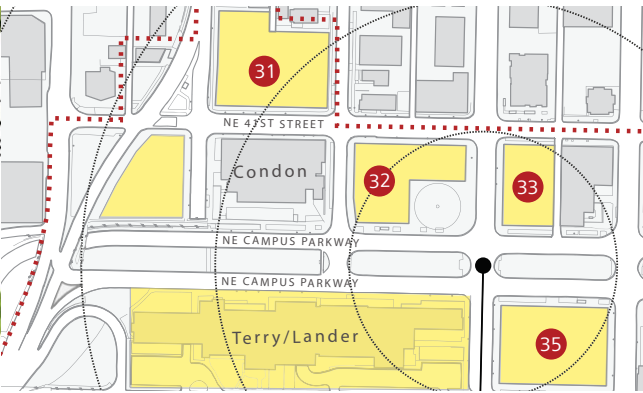 31
NE 41ST STREET
Condon
32
33
NE CAMPUS PARKWAY
NE CAMPUS PARKWAY
Terry/Lander
35